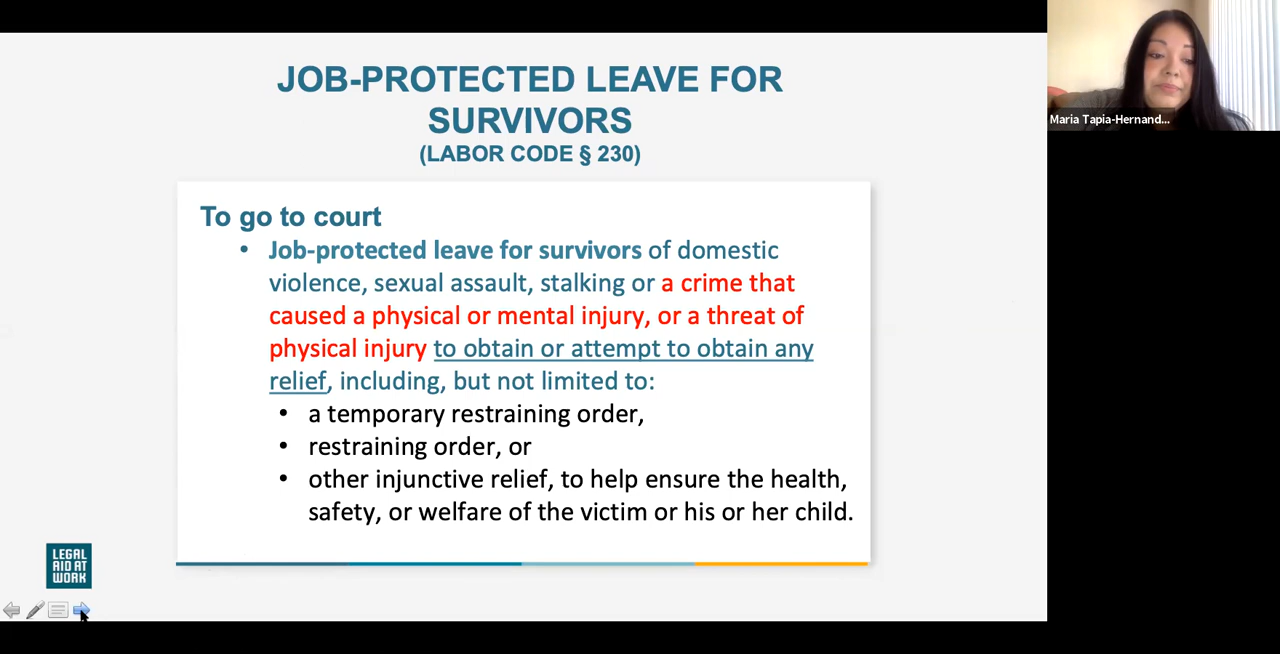 JOB-PROTECTED LEAVE FOR
SURVIVORS
(LABOR CODE § 230)
To go to court
• Job-protected leave for survivors of domestic
violence, sexual assault, stalking or a crime that
caused a physical or mental injury, or a threat of
physical injury to obtain or attempt to obtain any
relief, including, but not limited to:
• a temporary restraining order,
• restraining order, or
• other injunctive relief, to help ensure the health,
safety, or welfare of the victim or his or her child.
LEGAL
AID AT
WORK
Maria Tapia-Hernand...